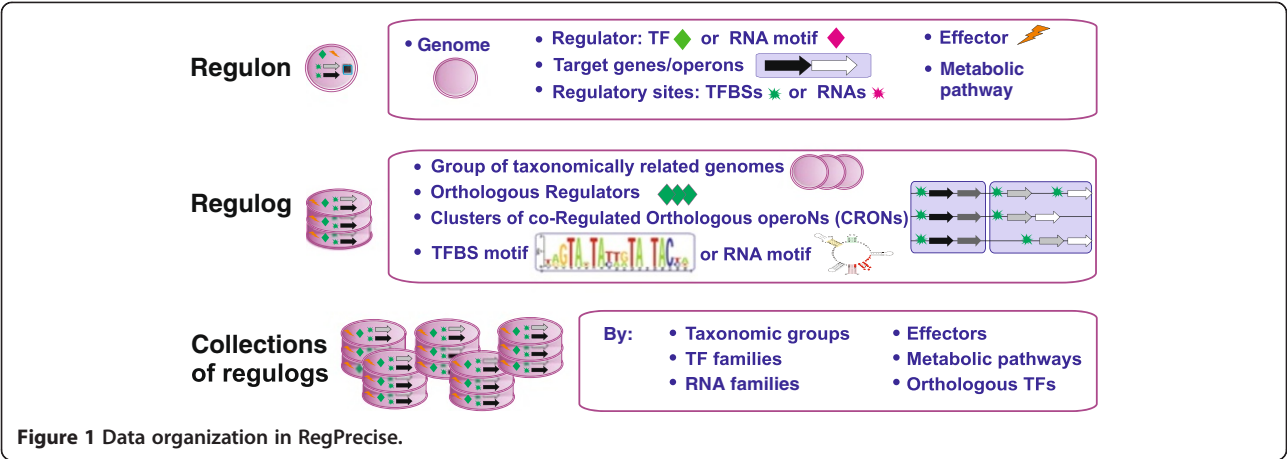 Regulon
• Genome
• Regulator: TF or RNA motif
• Target genes/operons
• Regulatory sites: TFBSs or RNAs
• Effector
• Metabolic
pathway
Regulog
• Group of taxonomically related genomes
• Orthologous Regulators
• Clusters of co-Regulated Orthologous operoNs (CRONs)
• TFBS motif or RNA motif
Collections
of regulogs
By:
• Taxonomic groups
• TF families
• RNA families
• Effectors
• Metabolic pathways
• Orthologous TFs
Figure 1 Data organization in RegPrecise.